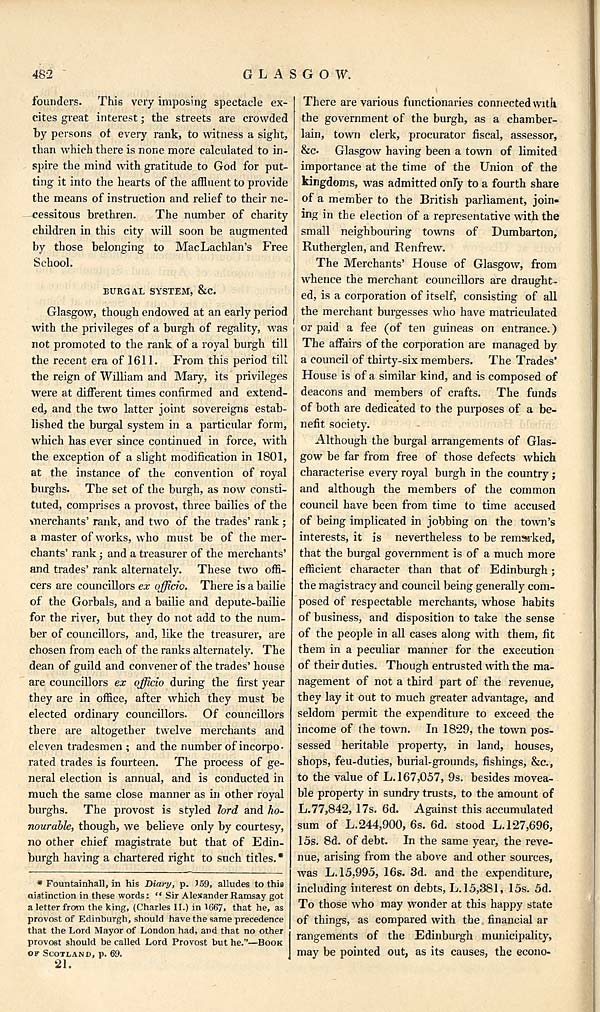 482
GLASGOW.
founders. This very imposing spectacle ex-
cites great interest; the streets are crowded
by persons of every rank, to witness a sight,
than which there is none more calculated to in-
spire the mind with gratitude to God for put-
ting it into the hearts of the affluent to provide
the means of instruction and relief to their ne-
cessitous brethren. The number of charity
children in this city will soon be augmented
by those belonging to MacLachlan's Free
School.
BURGAL SYSTEM, &c.
Glasgow, though endowed at an early period
with the privileges of a burgh of regality, was
not promoted to the rank of a royal burgh till
the recent era of 1611. From this period till
the reign of William and Mary, its privileges
were at different times confirmed and extend-
ed, and the two latter joint sovereigns estab-
lished the burgal system in a particular form,
which has ever since continued in force, with
the exception of a slight modification in 1801,
at the instance of the convention of royal
burghs. The set of the burgh, as now consti-
tuted, comprises a provost, three bailies of the
merchants' rank, and two of the trades' rank;
a master of works, who must be of the mer-
chants' rank; and a treasurer of the merchants'
and trades' rank alternately. These two offi-
cers are councillors ex officio. There is a bailie
of the Gorbals, and a bailie and depute-bailie
for the river, but they do not add to the num-
ber of councillors, and, like the treasurer, are
chosen from each of the ranks alternately. The
dean of guild and convener of the trades' house
are councillors ex officio during the first year
they are in office, after which they must be
elected ordinary councillors. Of councillors
there are altogether twelve merchants and
eleven tradesmen; and the number of incorpo-
rated trades is fourteen. The process of ge-
neral election is annual, and is conducted in
much the same close manner as in other royal
burghs. The provost is styled lord and ho-
nourable, though, we believe only by courtesy,
no other chief magistrate but that of Edin-
burgh having a chartered right to such titles.*
* Fountainhall, in his Diary, p. 159, alludes to this
distinction in these words: "Sir Alexander Ramsay got
a letter from the king, (Charles II.) in 1667, that he, as
provost of Edinburgh, should have the same precedence
that the Lord Mayor of London had, and that no other
provost should be called Lord Provost but he."—BOOK
OF SCOTLAND, p. 69.
21.
There are various functionaries connected with
the government of the burgh, as a chamber-
lain, town clerk, procurator fiscal, assessor,
&c. Glasgow having been a town of limited
importance at the time of the Union of the
kingdoms, was admitted only to a fourth share
of a member to the British parliament, join-
ing in the election of a representative with the
small neighbouring towns of Dumbarton,
Rutherglen, and Renfrew.
The Merchants' House of Glasgow, from
whence the merchant councillors are draught-
ed, is a corporation of itself, consisting of all
the merchant burgesses who have matriculated
or paid a fee (of ten guineas on entrance.)
The affairs of the corporation are managed by
a council of thirty-six members. The Trades'
House is of a similar kind, and is composed of
deacons and members of crafts. The funds
of both are dedicated to the purposes of a be-
nefit society.
Although the burgal arrangements of Glas-
gow be far from free of those defects which
characterise every royal burgh in the country;
and although the members of the common
council have been from time to time accused
of being implicated in jobbing on the town's
interests, it is nevertheless to be remarked,
that the burgal government is of a much more
efficient character than that of Edinburgh;
the magistracy and council being generally com-
posed of respectable merchants, whose habits
of business, and disposition to take the sense
of the people in all cases along with them, fit
them in a peculiar manner for the execution
of their duties. Though entrusted with the ma-
nagement of not a third part of the revenue,
they lay it out to much greater advantage, and
seldom permit the expenditure to exceed the
income of the town. In 1829, the town pos-
sessed heritable property, in land, houses,
shops, feu-duties, burial-grounds, fishings, &c.,
to the value of L.167,057, 9s. besides movea-
ble property in sundry trusts, to the amount of
L.77,842, 17s. 6d. Against this accumulated
sum of L.244,900, 6s. 6d. stood L.127,696,
15s. 8d. of debt. In the same year, the reve-
nue, arising from the above and other sources,
was L.15,995, 16s. 3d. and the expenditure,
including interest on debts, L.15,381, 15s. 5d.
To those who may wonder at this happy state
of things, as compared with the financial ar
rangements of the Edinburgh municipality,
may be pointed out, as its causes, the econo-